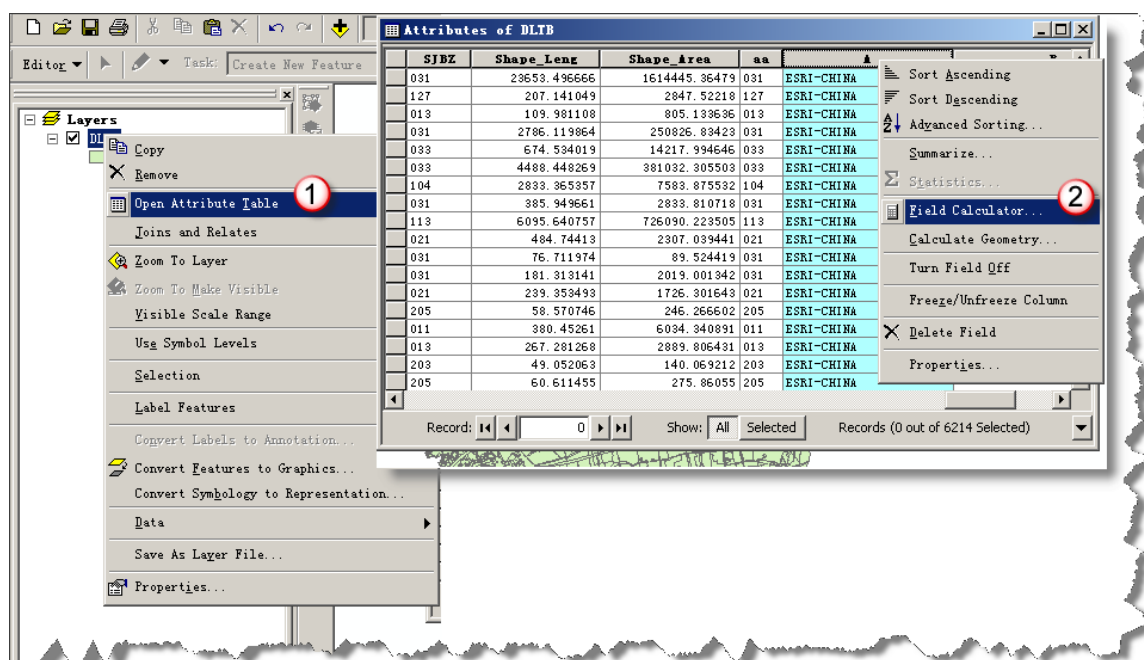 Editor
Task:
Create New Feature
Layers
Copy
Remove
Open Attribute Table
1
Joins and Relates
Zoom To Layer
Zoom To Make Visible
Visible Scale Range
Use Symbol Levels
Selection
Label Features
Convert Labels to Annotation...
Convert Features to Graphics...
Convert Symbology to Representation...
Data
Save As Layer File...
Properties...
Attributes of DLTB
SJBZ Shape_Leng Shape_Area aa A
031 23653.496666 1614445.36479 031 ESRI-CHINA
127 207.141049 2847.52218 127 ESRI-CHINA
013 109.981108 805.133636 013 ESRI-CHINA
031 2786.119864 250826.83423 031 ESRI-CHINA
033 674.534019 14217.994646 033 ESRI-CHINA
033 4488.448269 381032.305503 033 ESRI-CHINA
104 2833.365357 7583.875532 104 ESRI-CHINA
031 385.949661 2833.810718 031 ESRI-CHINA
113 6095.640757 726090.223505 113 ESRI-CHINA
021 484.74413 2307.039441 021 ESRI-CHINA
031 76.711974 89.524419 031 ESRI-CHINA
031 181.313141 2019.001342 031 ESRI-CHINA
021 239.353493 1726.301643 021 ESRI-CHINA
205 58.570746 246.266602 205 ESRI-CHINA
011 380.45261 6034.340891 011 ESRI-CHINA
013 267.281268 2889.806431 013 ESRI-CHINA
203 49.052063 140.069212 203 ESRI-CHINA
205 60.611455 275.86055 205 ESRI-CHINA
Record: 0 Show: All Selected Records (0 out of 6214 Selected)
Sort Ascending
Sort Descending
Advanced Sorting...
Summarize...
Statistics...
2
Field Calculator...
Calculate Geometry...
Turn Field Off
Freeze/Unfreeze Column
Delete Field
Properties...